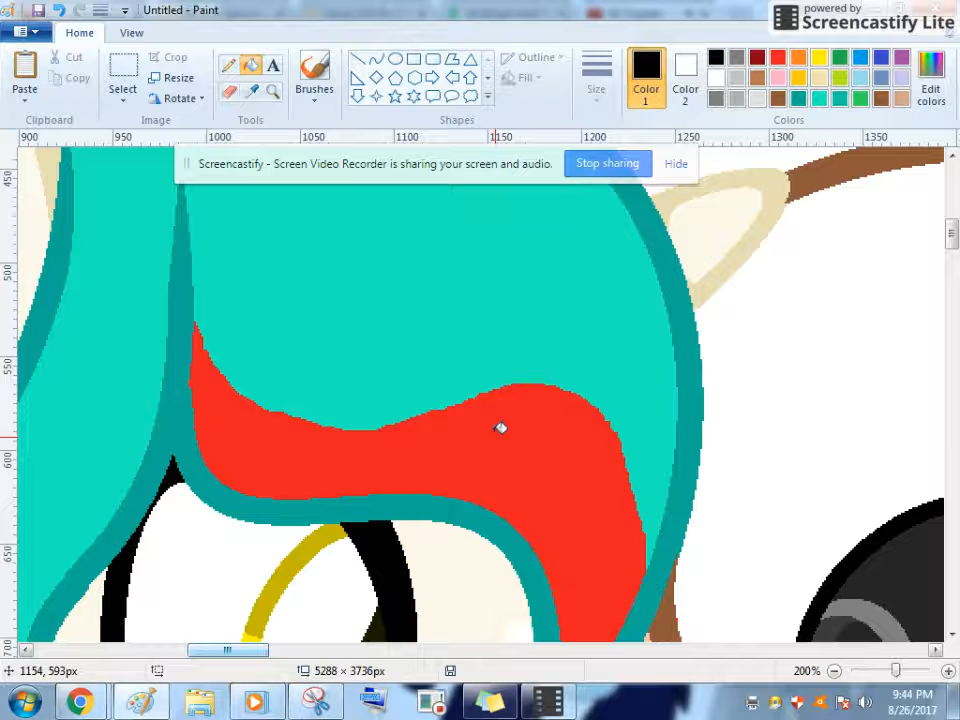 Untitled - Paint
powered by
Screencastify Lite
Home
View
Paste
Cut
Copy
Clipboard
Select
Crop
Resize
Rotate
Image
A
Tools
Brushes
Outline
Fill
Shapes
Size
Color 1
Color 2
Edit colors
Colors
900 950 1000 1050 1100 1150 1200 1250 1300 1350
Screencastify - Screen Video Recorder is sharing your screen and audio.
Stop sharing
Hide
450
500
550
600
650
700
1154, 593px
5288 × 3736px
200%
9:44 PM
8/26/2017